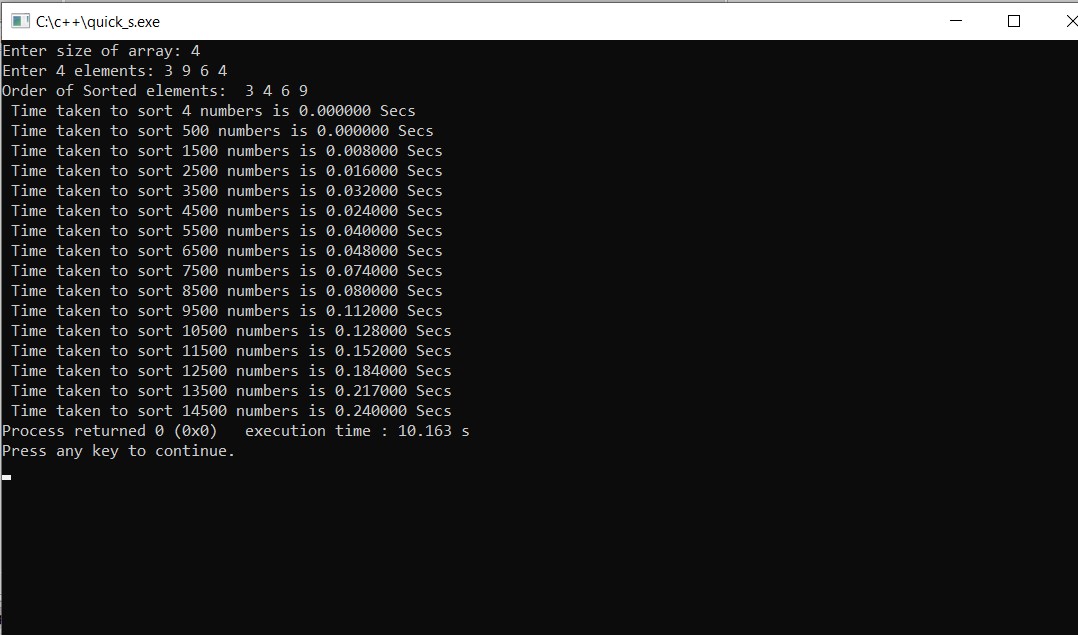 C:\c++\quick_s.exe
Enter size of array: 4
Enter 4 elements: 3 9 6 4
Order of Sorted elements:  3 4 6 9
 Time taken to sort 4 numbers is 0.000000 Secs
 Time taken to sort 500 numbers is 0.000000 Secs
 Time taken to sort 1500 numbers is 0.008000 Secs
 Time taken to sort 2500 numbers is 0.016000 Secs
 Time taken to sort 3500 numbers is 0.032000 Secs
 Time taken to sort 4500 numbers is 0.024000 Secs
 Time taken to sort 5500 numbers is 0.040000 Secs
 Time taken to sort 6500 numbers is 0.048000 Secs
 Time taken to sort 7500 numbers is 0.074000 Secs
 Time taken to sort 8500 numbers is 0.080000 Secs
 Time taken to sort 9500 numbers is 0.112000 Secs
 Time taken to sort 10500 numbers is 0.128000 Secs
 Time taken to sort 11500 numbers is 0.152000 Secs
 Time taken to sort 12500 numbers is 0.184000 Secs
 Time taken to sort 13500 numbers is 0.217000 Secs
 Time taken to sort 14500 numbers is 0.240000 Secs
Process returned 0 (0x0)   execution time : 10.163 s
Press any key to continue.